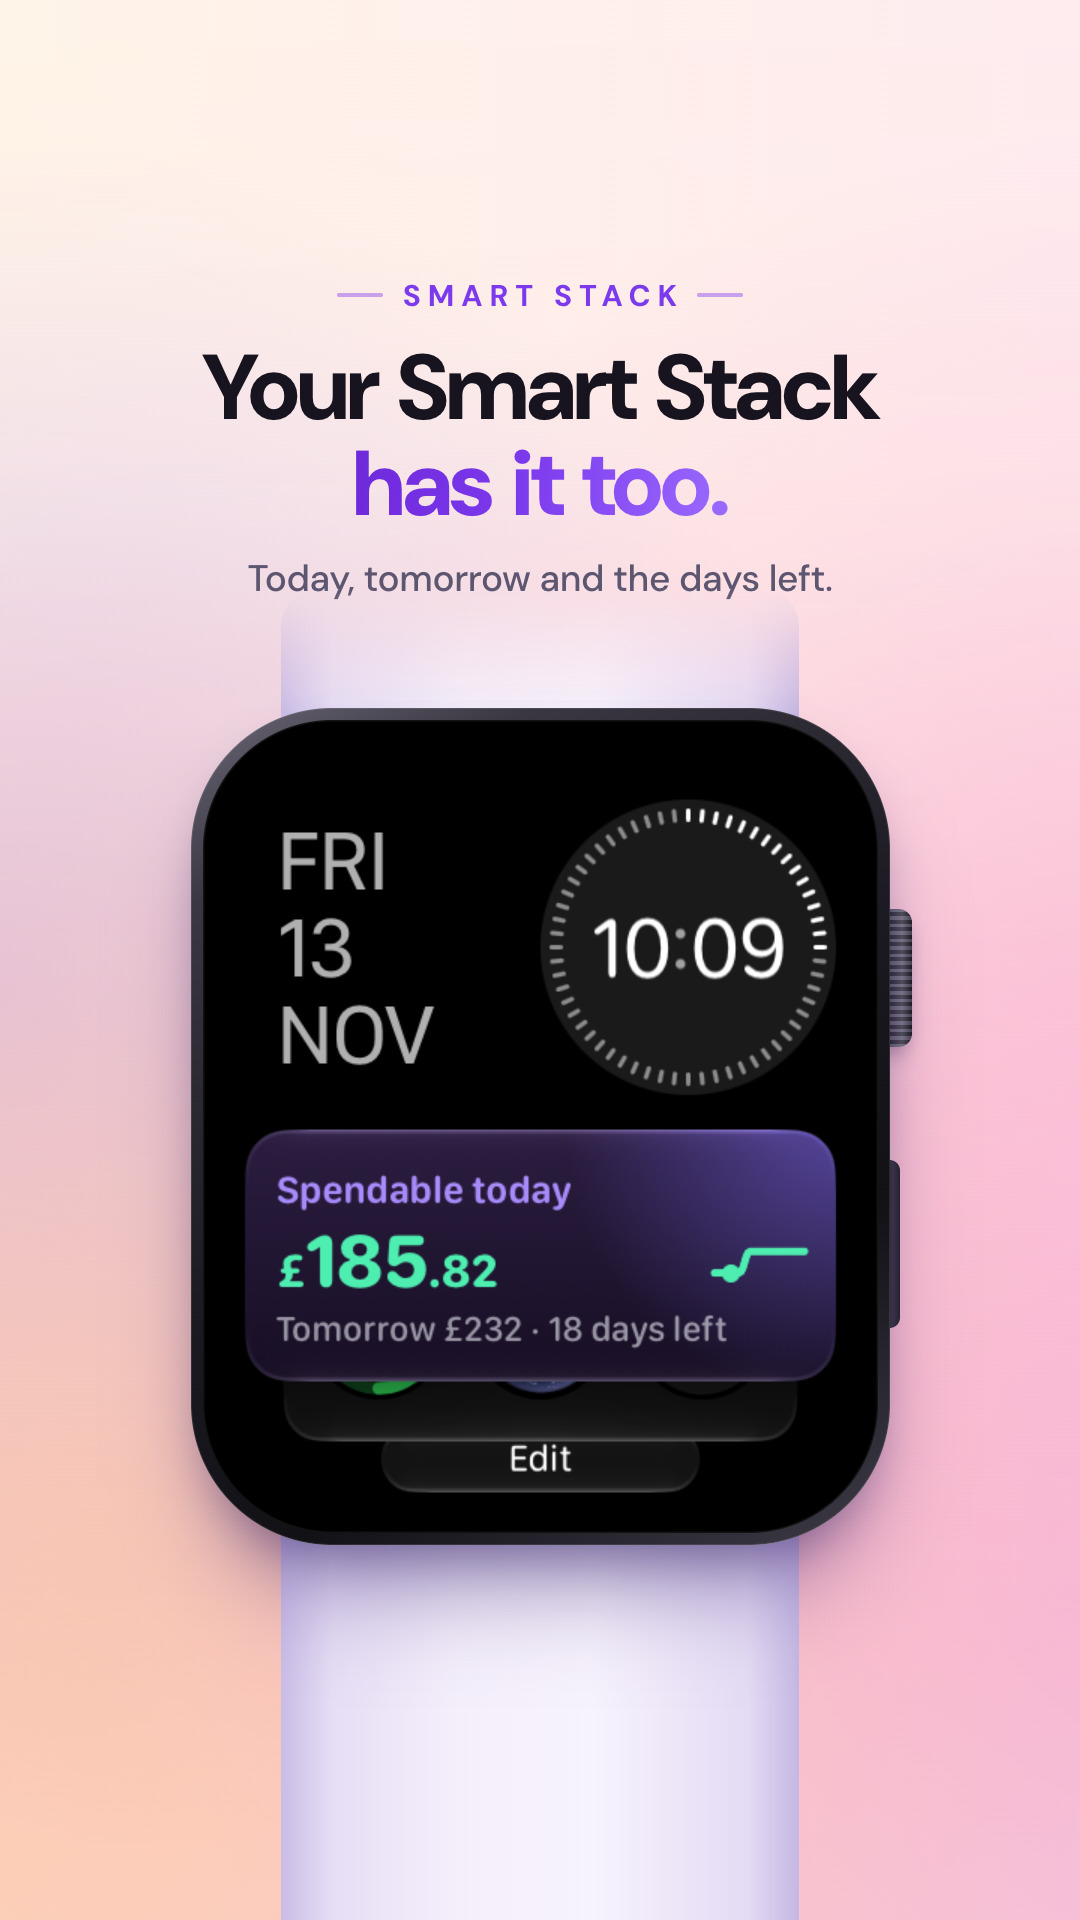 SMART STACK
Your Smart Stack
has it too.
Today, tomorrow and the days left.
FRI
13
NOV
10:09
Spendable today
£185.82
Tomorrow £232 · 18 days left
Edit